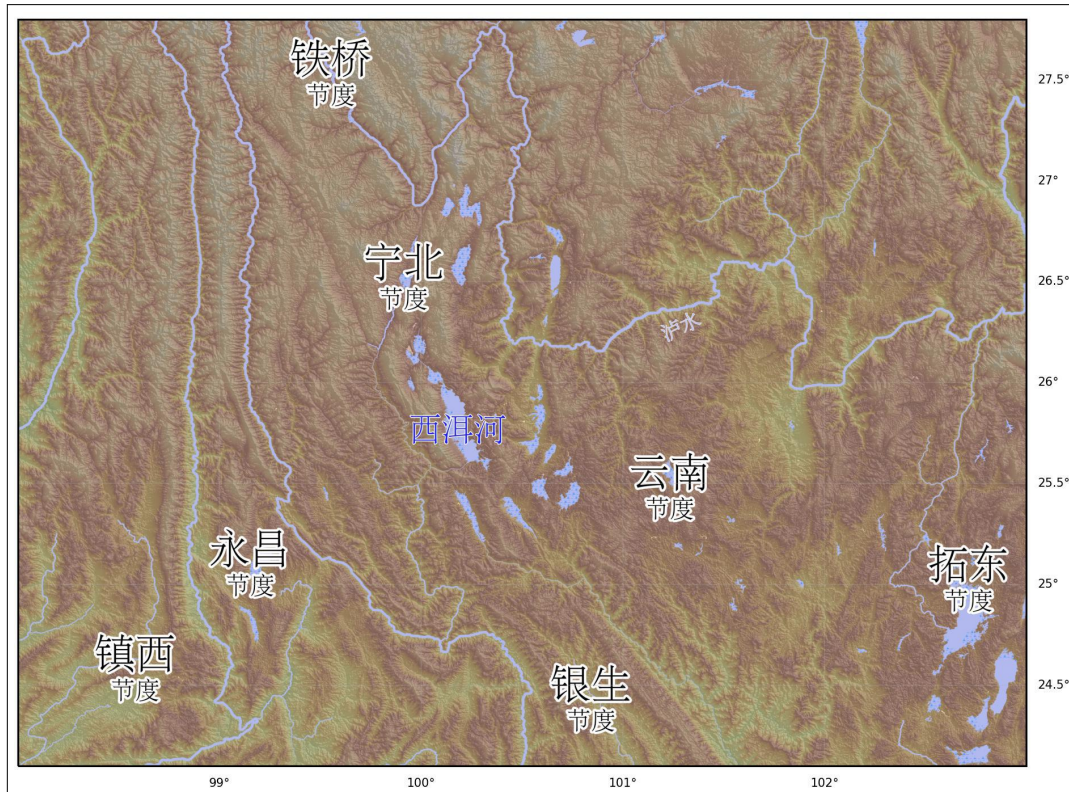 铁桥
节度
27.5°
27°
宁北
节度
26.5°
泸水
26°
西洱河
云南
节度
25.5°
永昌
节度
拓东
节度
25°
镇西
节度
银生
节度
24.5°
99°
100°
101°
102°